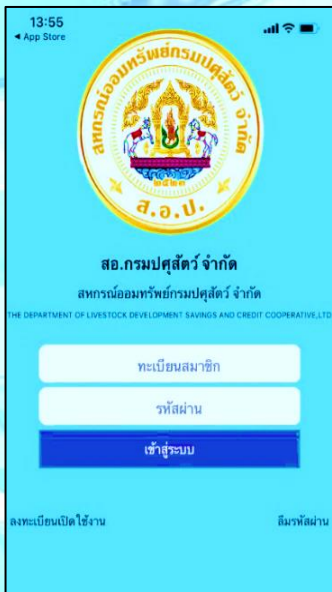 13:55
App Store
สหกรณ์ออมทรัพย์กรมปศุสัตว์ จำกัด
๒๕๒๓
ส.อ.ป.
สอ.กรมปศุสัตว์ จำกัด
สหกรณ์ออมทรัพย์กรมปศุสัตว์ จำกัด
THE DEPARTMENT OF LIVESTOCK DEVELOPMENT SAVINGS AND CREDIT COOPERATIVE,LTD
ทะเบียนสมาชิก
รหัสผ่าน
เข้าสู่ระบบ
ลงทะเบียนเปิดใช้งาน
ลืมรหัสผ่าน